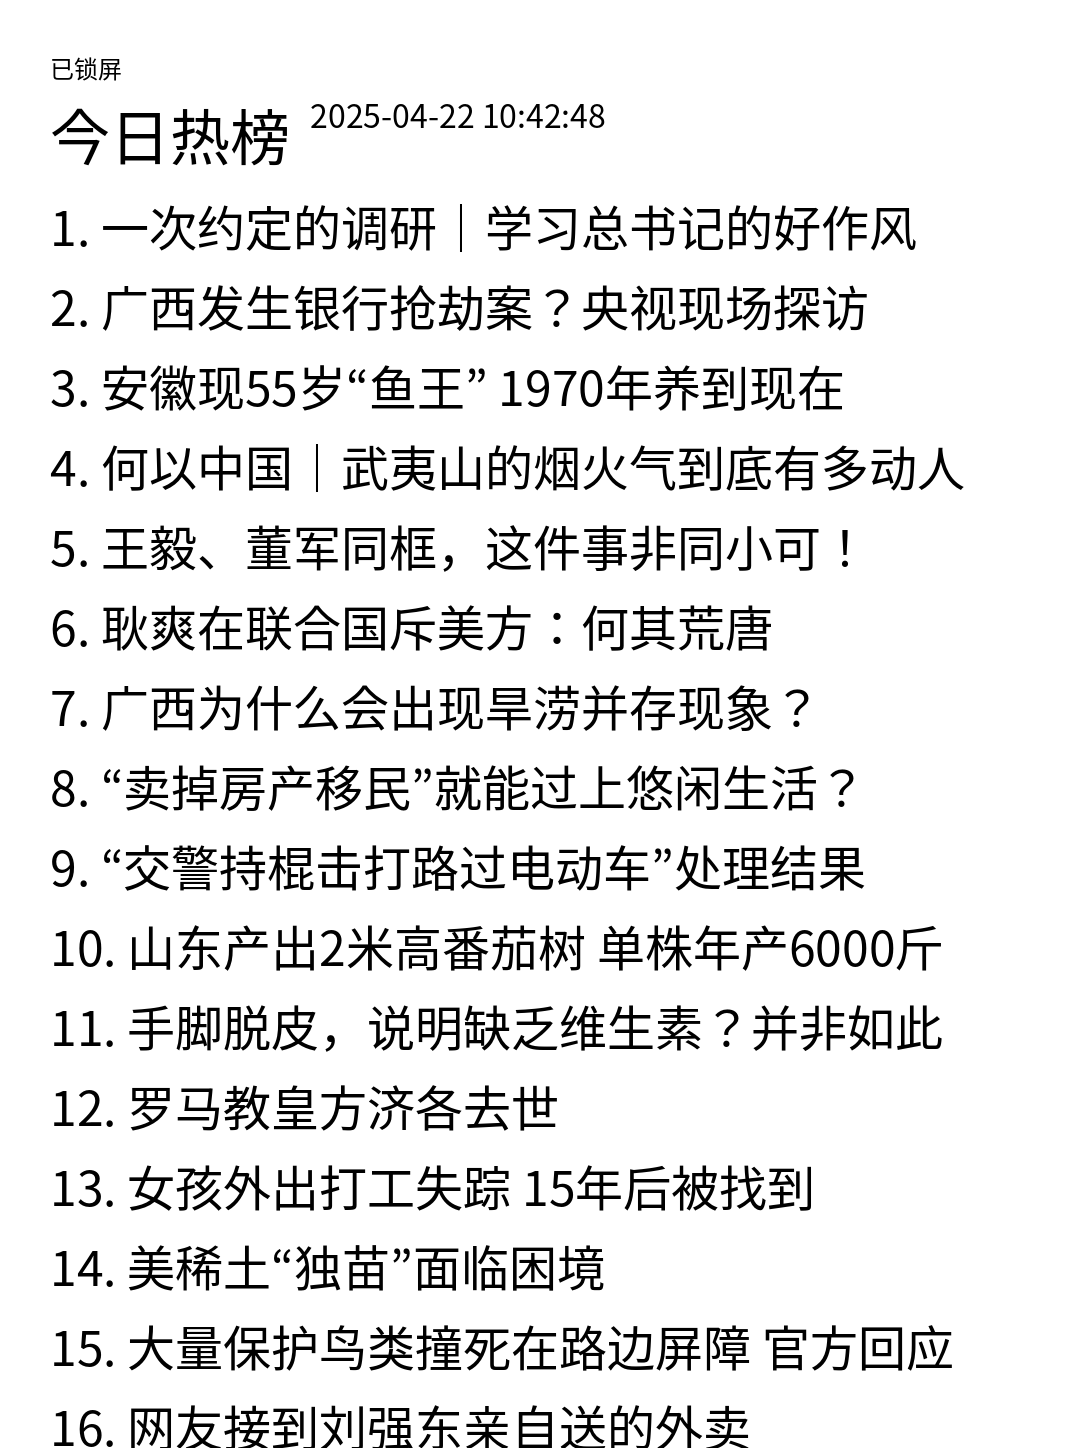 已锁屏
今日热榜 2025-04-22 10:42:48
1. 一次约定的调研｜学习总书记的好作风
2. 广西发生银行抢劫案？央视现场探访
3. 安徽现55岁“鱼王” 1970年养到现在
4. 何以中国｜武夷山的烟火气到底有多动人
5. 王毅、董军同框，这件事非同小可！
6. 耿爽在联合国斥美方：何其荒唐
7. 广西为什么会出现旱涝并存现象？
8. “卖掉房产移民”就能过上悠闲生活？
9. “交警持棍击打路过电动车”处理结果
10. 山东产出2米高番茄树 单株年产6000斤
11. 手脚脱皮，说明缺乏维生素？并非如此
12. 罗马教皇方济各去世
13. 女孩外出打工失踪 15年后被找到
14. 美稀土“独苗”面临困境
15. 大量保护鸟类撞死在路边屏障 官方回应
16. 网友接到刘强东亲自送的外卖